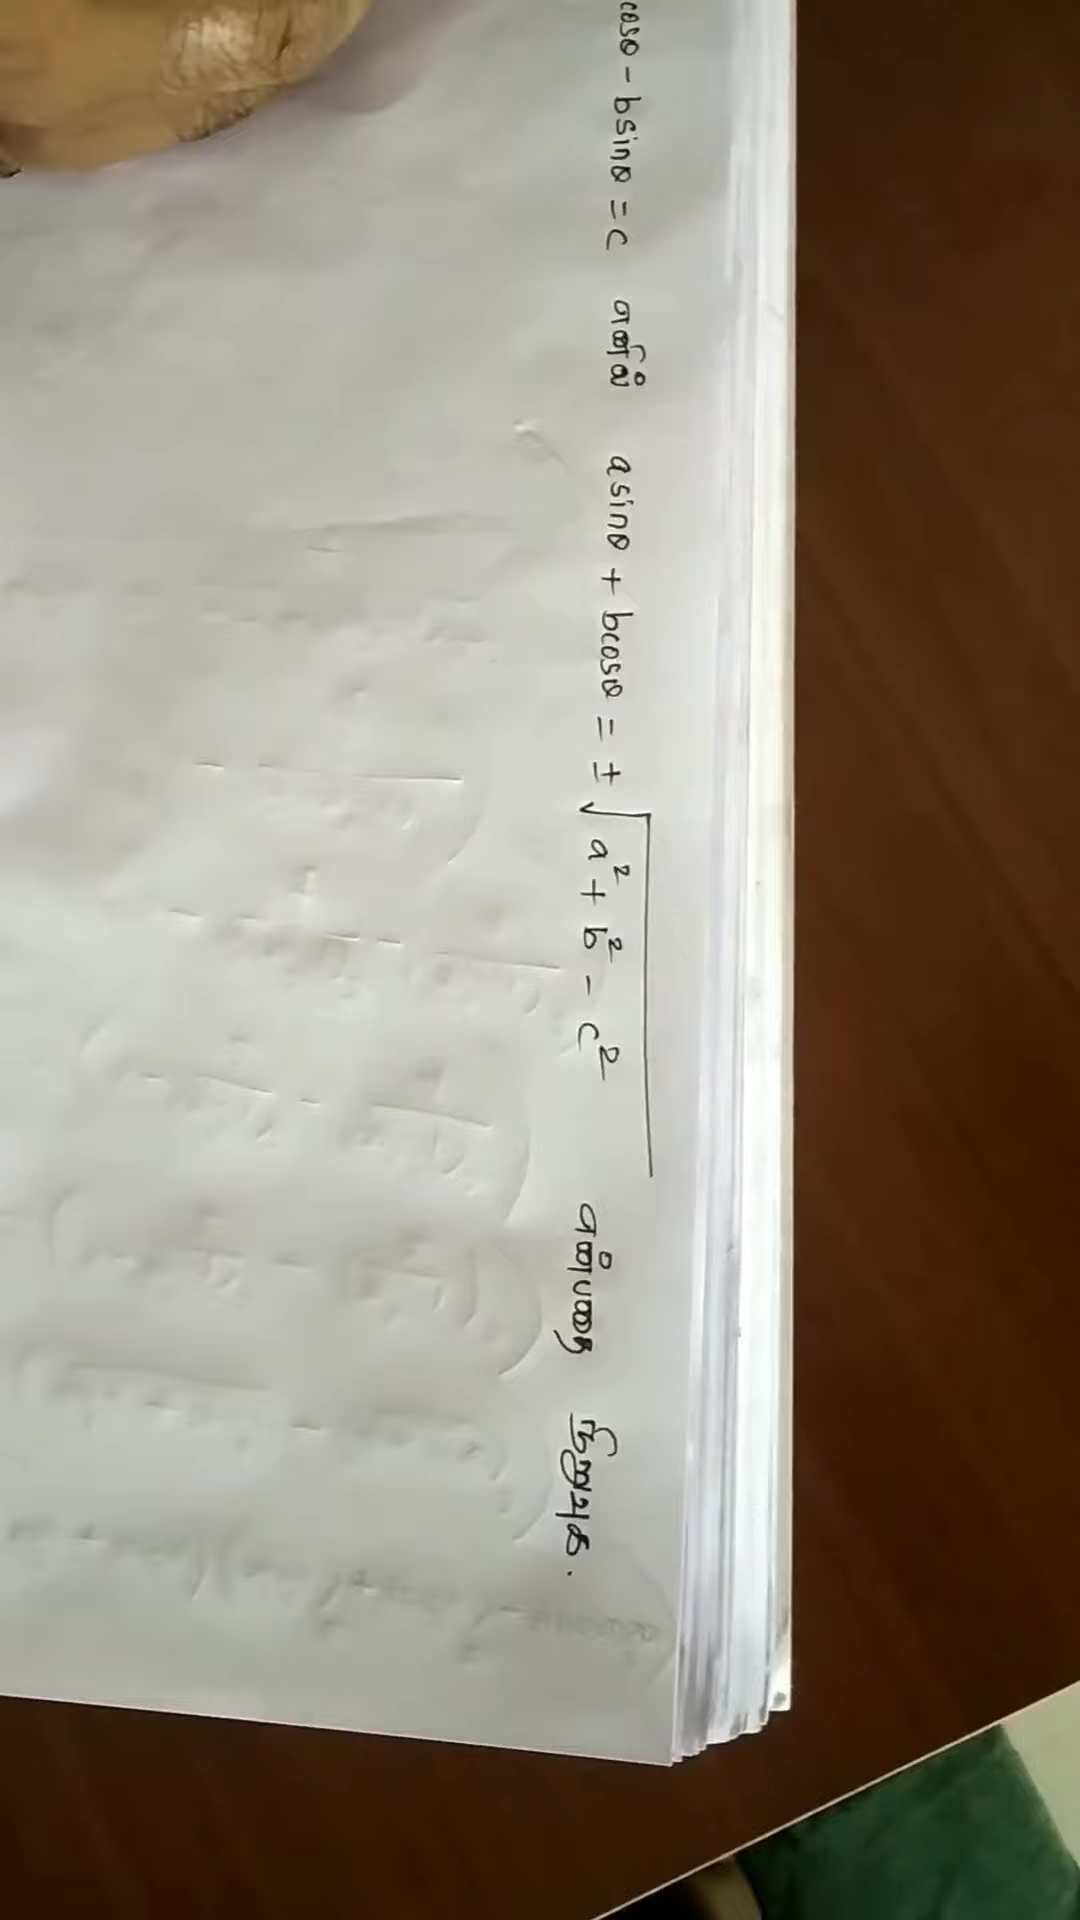 cosθ - bsinθ = c எனில் asinθ + bcosθ = ± √a² + b² - c² என்பதை நிறுவுக.